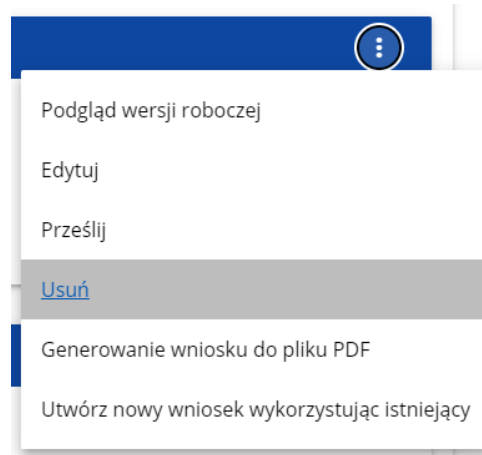 Podgląd wersji roboczej
Edytuj
Prześlij
Usuń
Generowanie wniosku do pliku PDF
Utwórz nowy wniosek wykorzystując istniejący